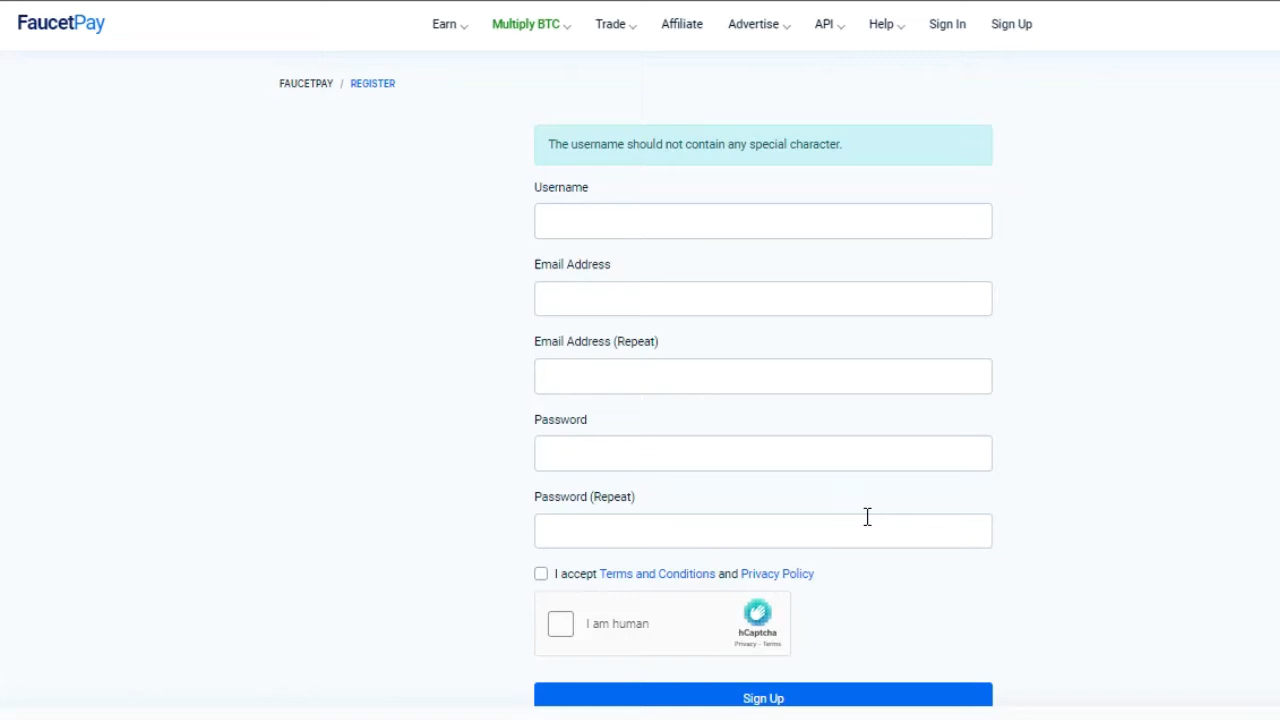 FaucetPay Earn Multiply BTC Trade Affiliate Advertise API Help Sign In Sign Up
FAUCETPAY / REGISTER
The username should not contain any special character.
Username
Email Address
Email Address (Repeat)
Password
Password (Repeat)
I accept Terms and Conditions and Privacy Policy
I am human
hCaptcha
Privacy - Terms
Sign Up